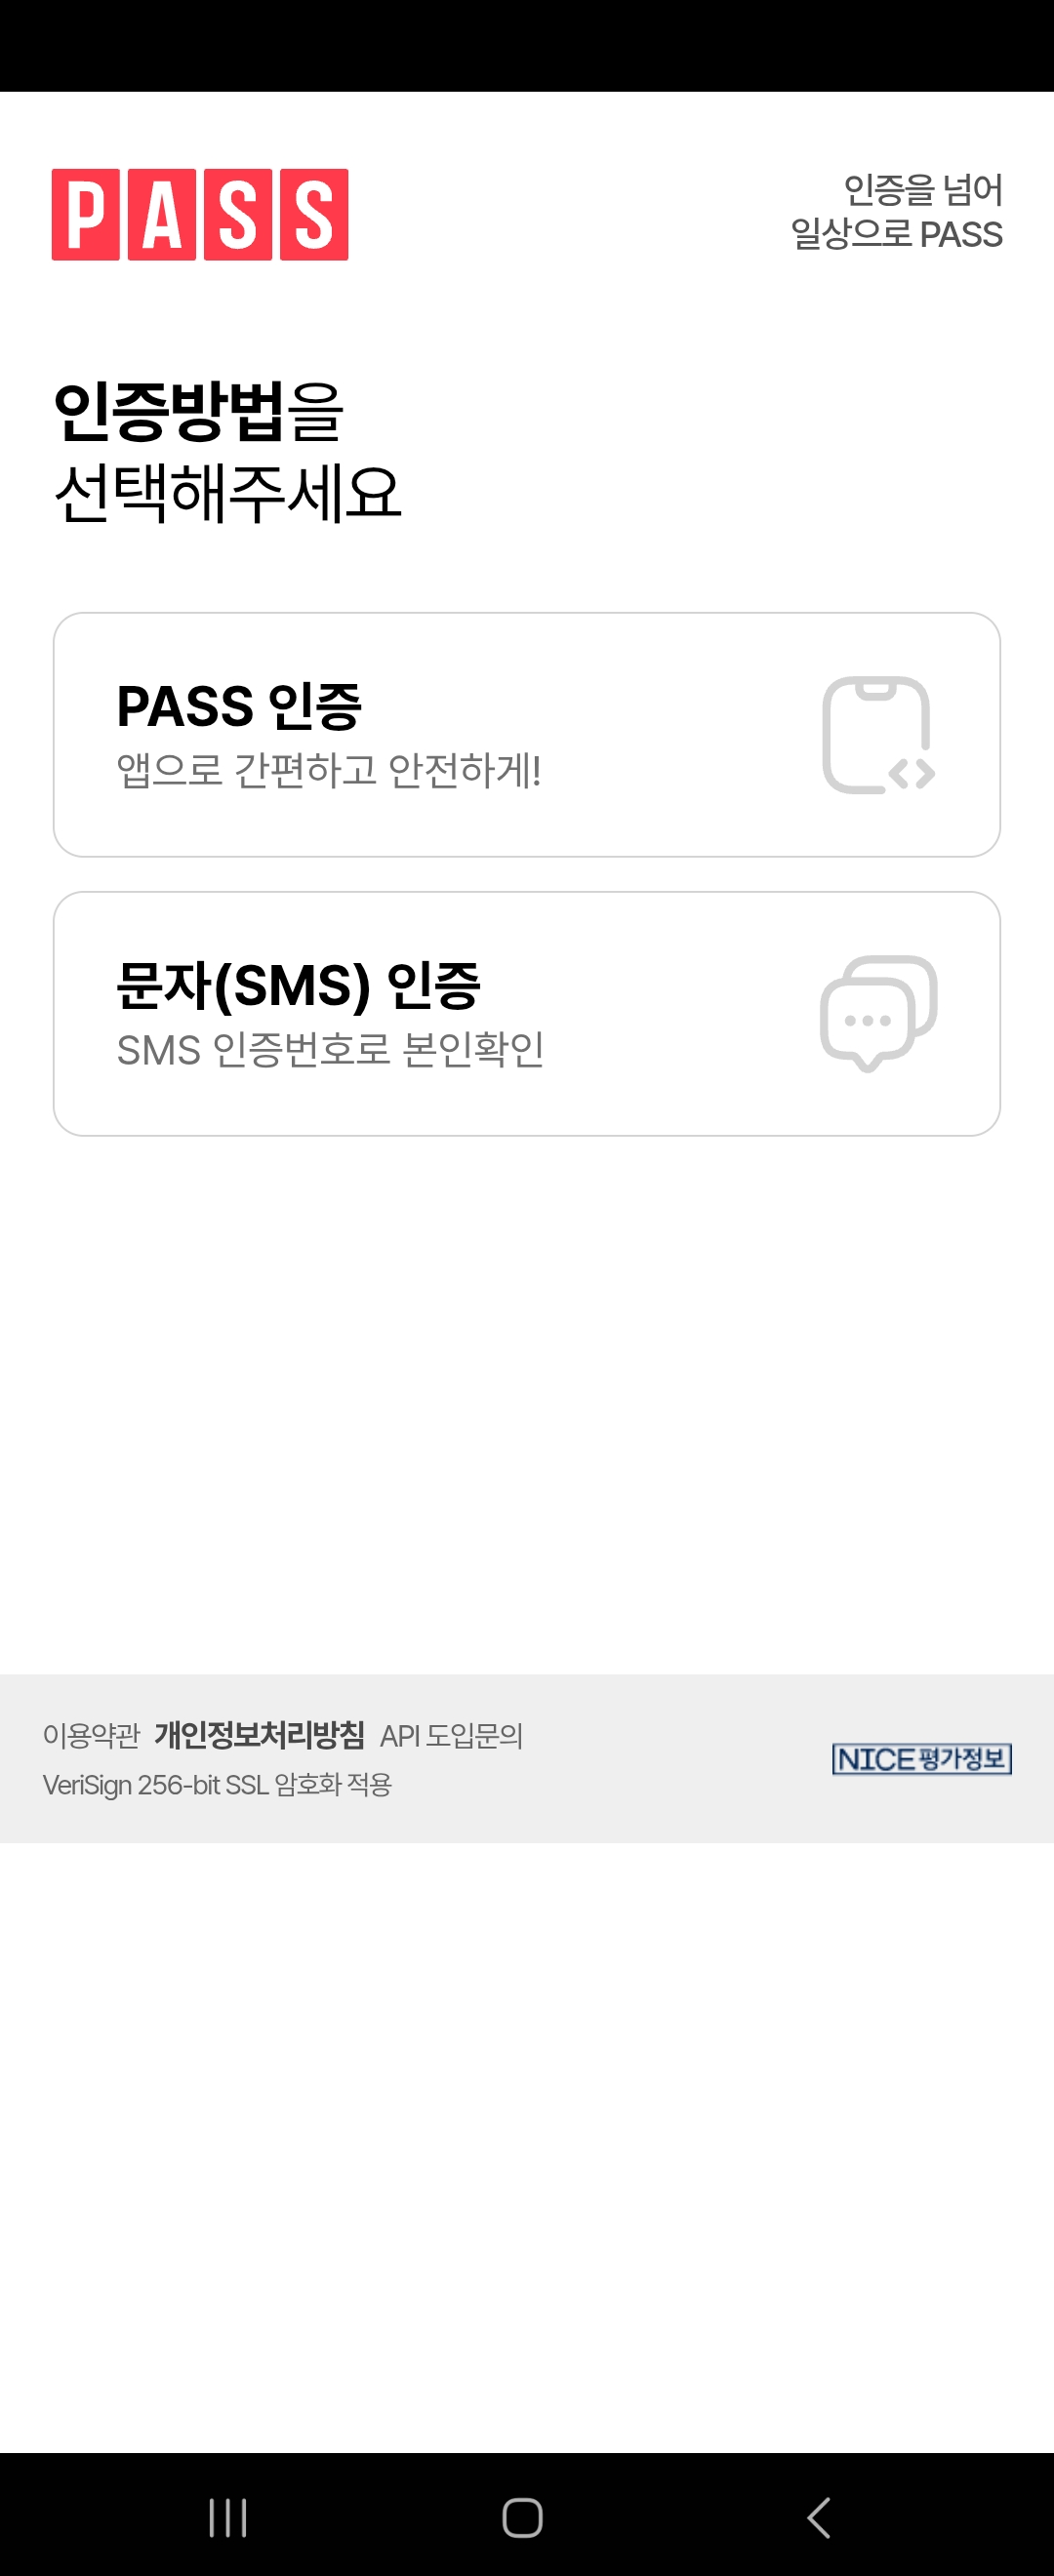 PASS
인증을 넘어
일상으로 PASS
인증방법을
선택해주세요
PASS 인증
앱으로 간편하고 안전하게!
문자(SMS) 인증
SMS 인증번호로 본인확인
이용약관 개인정보처리방침 API 도입문의
VeriSign 256-bit SSL 암호화 적용
NICE 평가정보